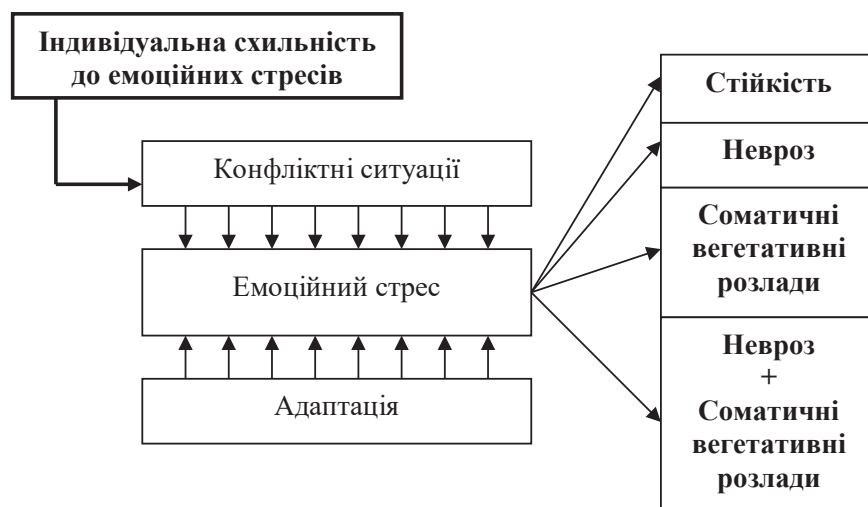 Індивідуальна схильність
до емоційних стресів
Конфліктні ситуації
Емоційний стрес
Адаптація
Стійкість
Невроз
Соматичні
вегетативні
розлади
Невроз
+
Соматичні
вегетативні
розлади